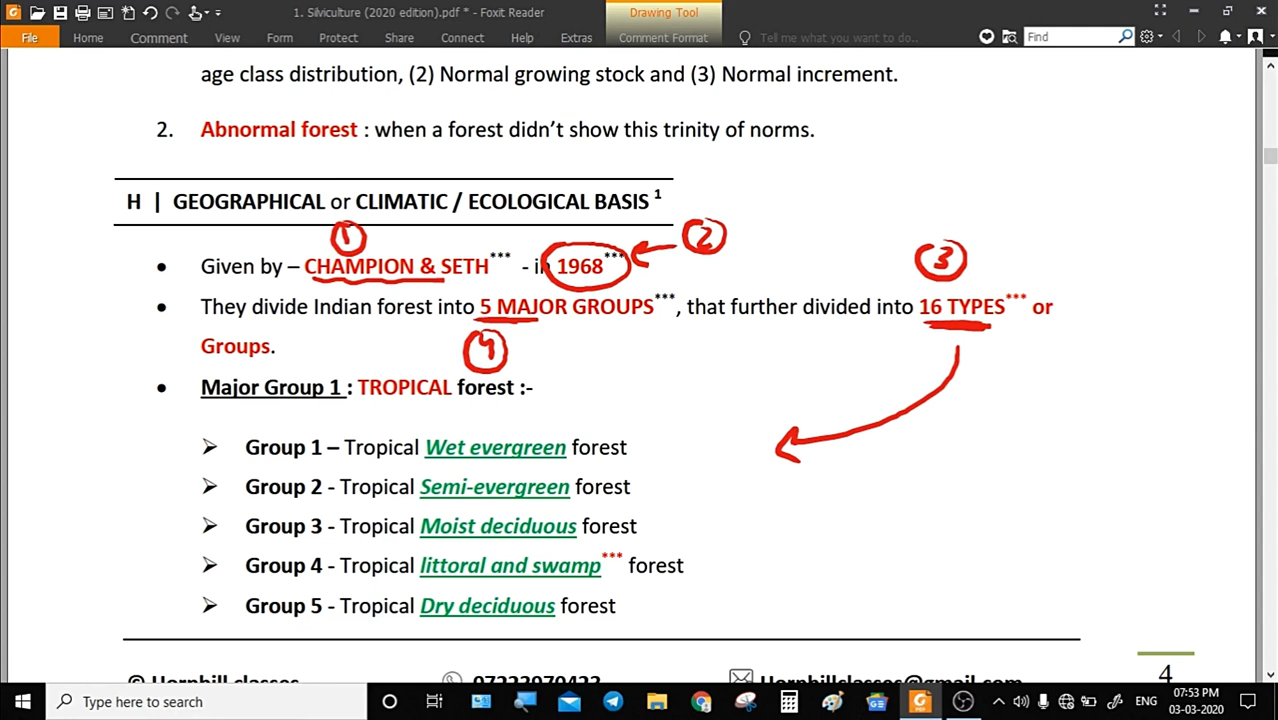 1. Silviculture (2020 edition).pdf * - Foxit Reader
Drawing Tool
File Home Comment View Form Protect Share Connect Help Extras Comment Format Tell me what you want to do.. Find
age class distribution, (2) Normal growing stock and (3) Normal increment.
2. Abnormal forest : when a forest didn’t show this trinity of norms.
H | GEOGRAPHICAL or CLIMATIC / ECOLOGICAL BASIS 1
1 2 3
• Given by – CHAMPION & SETH*** - in 1968***
• They divide Indian forest into 5 MAJOR GROUPS***, that further divided into 16 TYPES*** or
Groups.
4
• Major Group 1 : TROPICAL forest :-
➢ Group 1 – Tropical Wet evergreen forest
➢ Group 2 - Tropical Semi-evergreen forest
➢ Group 3 - Tropical Moist deciduous forest
➢ Group 4 - Tropical littoral and swamp*** forest
➢ Group 5 - Tropical Dry deciduous forest
4
© Hornbill classes 07223970423 Hornbillclasses@gmail.com
Type here to search
ENG
07:53 PM
03-03-2020